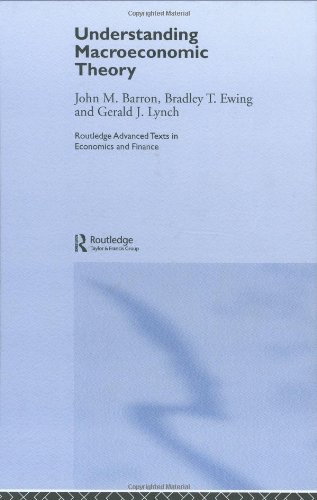 Understanding
Macroeconomic
Theory
John M. Barron, Bradley T. Ewing
and Gerald J. Lynch
Routledge Advanced Texts in
Economics and Finance
Routledge
Taylor & Francis Group